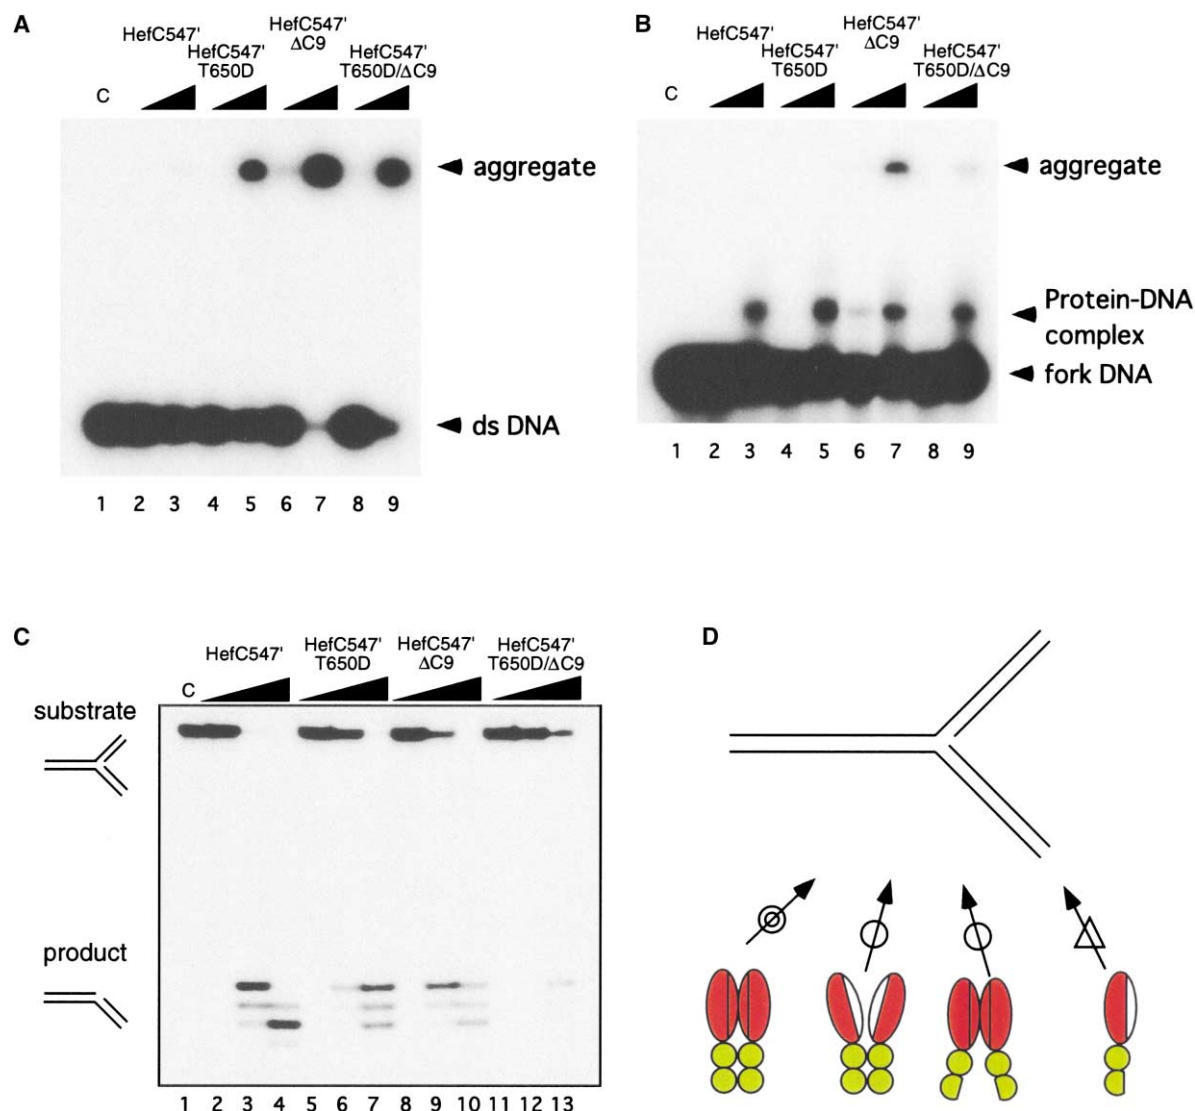 A
HefC547'
HefC547'
T650D
HefC547'
ΔC9
HefC547'
T650D/ΔC9
C
aggregate
ds DNA
1 2 3 4 5 6 7 8 9
B
HefC547'
HefC547'
T650D
HefC547'
ΔC9
HefC547'
T650D/ΔC9
C
aggregate
Protein-DNA
complex
fork DNA
1 2 3 4 5 6 7 8 9
C
HefC547'
HefC547'
T650D
HefC547'
ΔC9
HefC547'
T650D/ΔC9
C
substrate
product
1 2 3 4 5 6 7 8 9 10 11 12 13
D